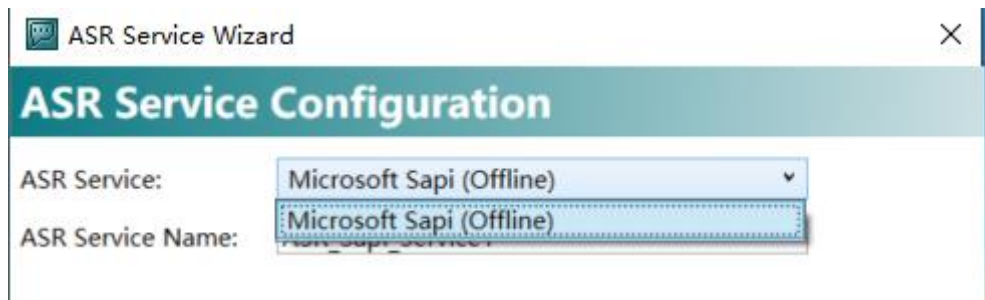 ASR Service Wizard
ASR Service Configuration
ASR Service: Microsoft Sapi (Offline)
Microsoft Sapi (Offline)
ASR Service Name: